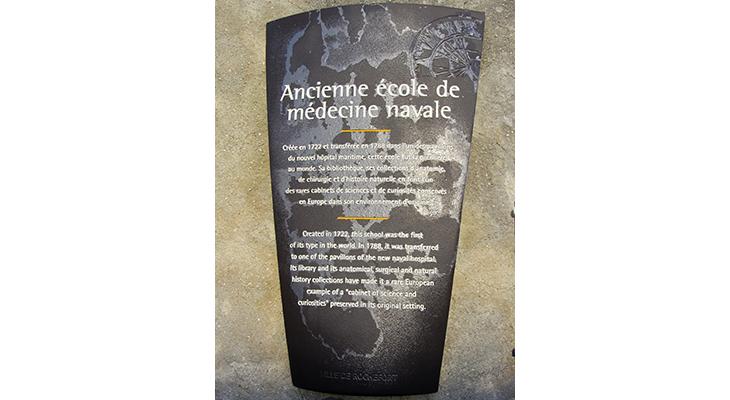 Ancienne école de
médecine navale
Créée en 1722 et transférée en 1788 dans l'un des pavillons
du nouvel hôpital maritime, cette école fut la première
au monde. Sa bibliothèque, ses collections d'anatomie,
de chirurgie et d'histoire naturelle en font l'un
des rares cabinets de sciences et de curiosités conservés
en Europe dans son environnement d'origine.
Created in 1722, this school was the first
of its type in the world. In 1788, it was transferred
to one of the pavilions of the new naval hospital.
Its library and its anatomical, surgical and natural
history collections have made it a rare European
example of a "cabinet of science and
curiosities" preserved in its original setting.
VILLE DE ROCHEFORT